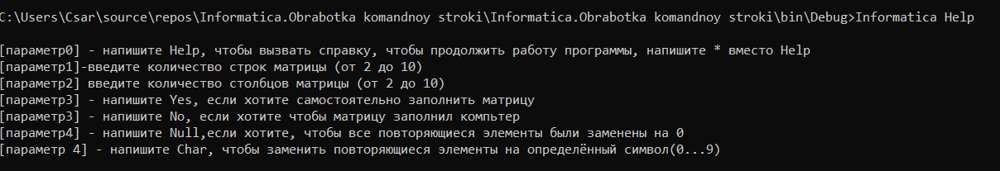 C:\Users\Csar\source\repos\Informatica.Obrabotka komandnoy stroki\Informatica.Obrabotka komandnoy stroki\bin\Debug>Informatica Help
[параметр0] - напишите Help, чтобы вызвать справку, чтобы продолжить работу программы, напишите * вместо Help
[параметр1]-введите количество строк матрицы (от 2 до 10)
[параметр2] введите количество столбцов матрицы (от 2 до 10)
[параметр3] - напишите Yes, если хотите самостоятельно заполнить матрицу
[параметр3] - напишите No, если хотите чтобы матрицу заполнил компьтер
[параметр4] - напишите Null,если хотите, чтобы все повторяющиеся элементы были заменены на 0
[параметр 4] - напишите Char, чтобы заменить повторяющиеся элементы на определённый символ(0...9)